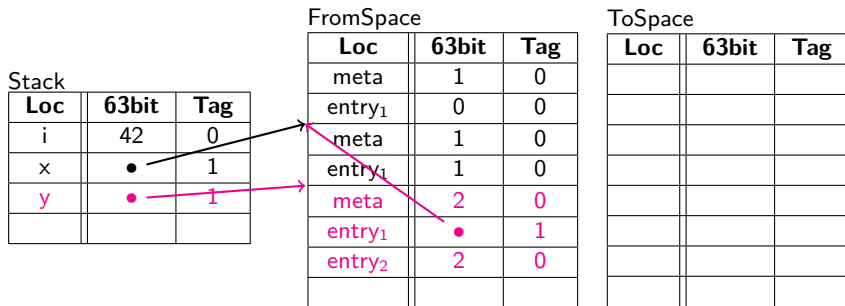 Stack
Loc 63bit Tag
i 42 0
x • 1
y • 1
FromSpace
Loc 63bit Tag
meta 1 0
entry₁ 0 0
meta 1 0
entry₁ 1 0
meta 2 0
entry₁ • 1
entry₂ 2 0
ToSpace
Loc 63bit Tag